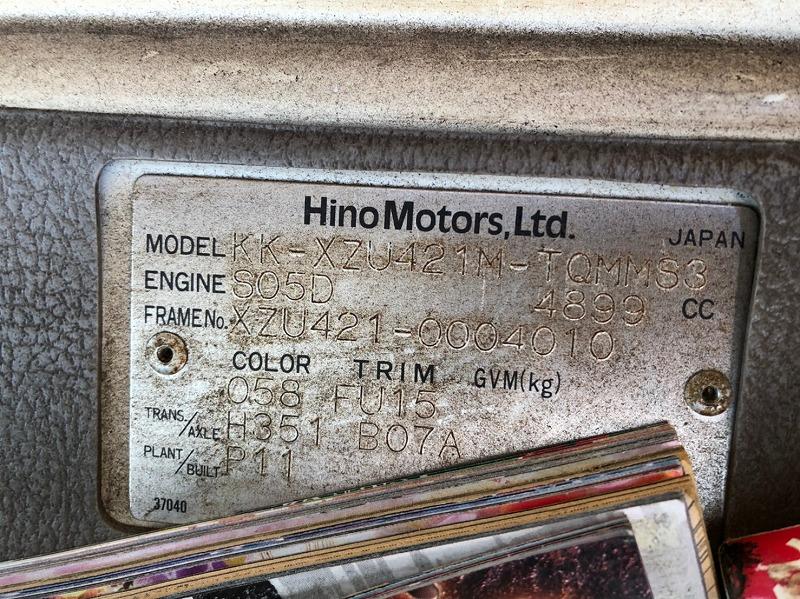 Hino Motors, Ltd.
JAPAN
MODEL KK-XZU421M-TQMMS3
ENGINE S05D 4899 CC
FRAME No. XZU421-0004010
COLOR TRIM GVM(kg)
058 FU15
TRANS./AXLE H351 B07A
PLANT/BUILT P11
37040